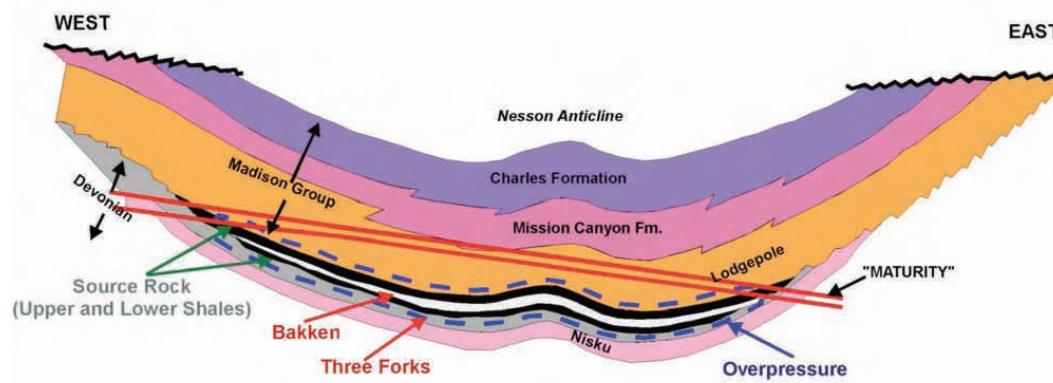 WEST
EAST
Nesson Anticline
Charles Formation
Madison Group
Mission Canyon Fm.
Devonian
Lodgepole
"MATURITY"
Source Rock
(Upper and Lower Shales)
Bakken
Nisku
Three Forks
Overpressure